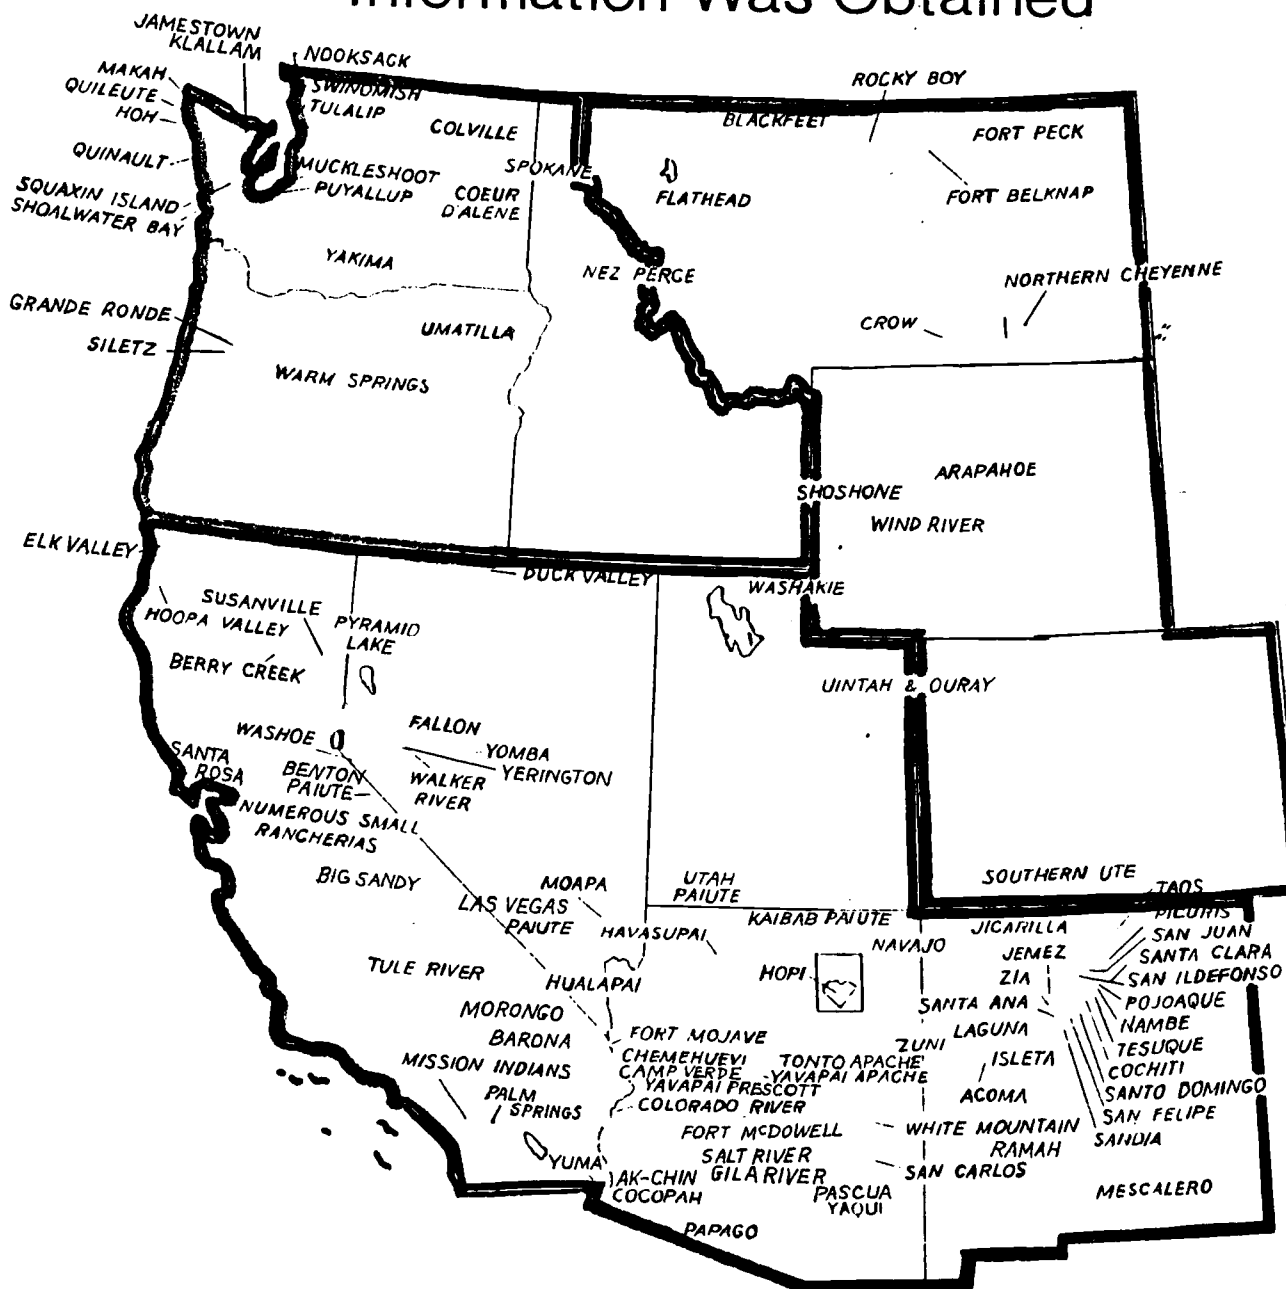 Information Was Obtained
JAMESTOWN
KLALLAM
NOOKSACK
MAKAH
QUILEUTE
HOH
SWINOMISH
TULALIP
COLVILLE
ROCKY BOY
BLACKFEET
FORT PECK
QUINAULT
MUCKLESHOOT
PUYALLUP
SPOKANE
COEUR
D'ALENE
FLATHEAD
FORT BELKNAP
SQUAXIN ISLAND
SHOALWATER BAY
YAKIMA
NEZ PERCE
NORTHERN CHEYENNE
GRANDE RONDE
SILETZ
UMATILLA
CROW
WARM SPRINGS
ARAPAHOE
SHOSHONE
WIND RIVER
ELK VALLEY
DUCK VALLEY
WASHAKIE
SUSANVILLE
HOOPA VALLEY
PYRAMID
LAKE
BERRY CREEK
UINTAH & OURAY
WASHOE
FALLON
YOMBA
YERINGTON
SANTA
ROSA
BENTON
PAIUTE
WALKER
RIVER
NUMEROUS SMALL
RANCHERIAS
BIG SANDY
MOAPA
UTAH
PAIUTE
SOUTHERN UTE
LAS VEGAS
PAIUTE
HAVASUPAI
KAIBAB PAIUTE
NAVAJO
JICARILLA
TAOS
PICURIS
SAN JUAN
SANTA CLARA
SAN ILDEFONSO
POJOAQUE
NAMBE
TESUQUE
COCHITI
SANTO DOMINGO
SAN FELIPE
SANDIA
JEMEZ
ZIA
SANTA ANA
LAGUNA
ZUNI
ISLETA
ACOMA
TULE RIVER
HUALAPAI
HOPI
MORONGO
BARONA
MISSION INDIANS
PALM
SPRINGS
FORT MOJAVE
CHEMEHUEVI
CAMP VERDE
YAVAPAI PRESCOTT
TONTO APACHE
YAVAPAI APACHE
COLORADO RIVER
FORT McDOWELL
WHITE MOUNTAIN
RAMAH
SALT RIVER
GILA RIVER
SAN CARLOS
YUMA
AK-CHIN
COCOPAH
PASCUA
YAQUI
MESCALERO
PAPAGO